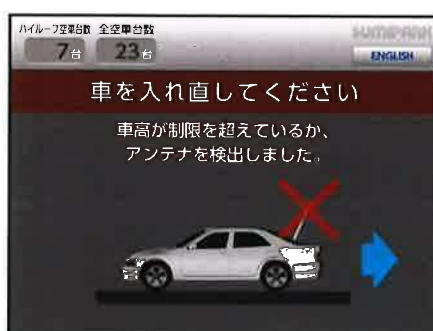 ハイルーフ空車台数 全空車台数
7台 23台
SUMIPARK
ENGLISH
車を入れ直してください
車高が制限を超えているか、
アンテナを検出しました。